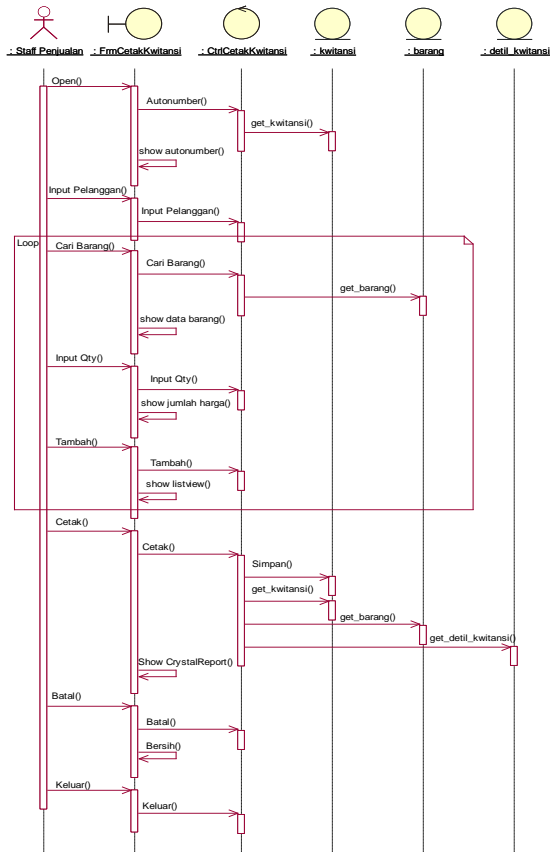 : Staff Penjualan : FrmCetakKwitansi : CtrlCetakKwitansi : kwitansi : barang : detil_kwitansi
Open()
Autonumber()
get_kwitansi()
show autonumber()
Input Pelanggan()
Input Pelanggan()
Loop
Cari Barang()
Cari Barang()
get_barang()
show data barang()
Input Qty()
Input Qty()
show jumlah harga()
Tambah()
Tambah()
show listview()
Cetak()
Cetak()
Simpan()
get_kwitansi()
get_barang()
get_detil_kwitansi()
Show CrystalReport()
Batal()
Batal()
Bersih()
Keluar()
Keluar()